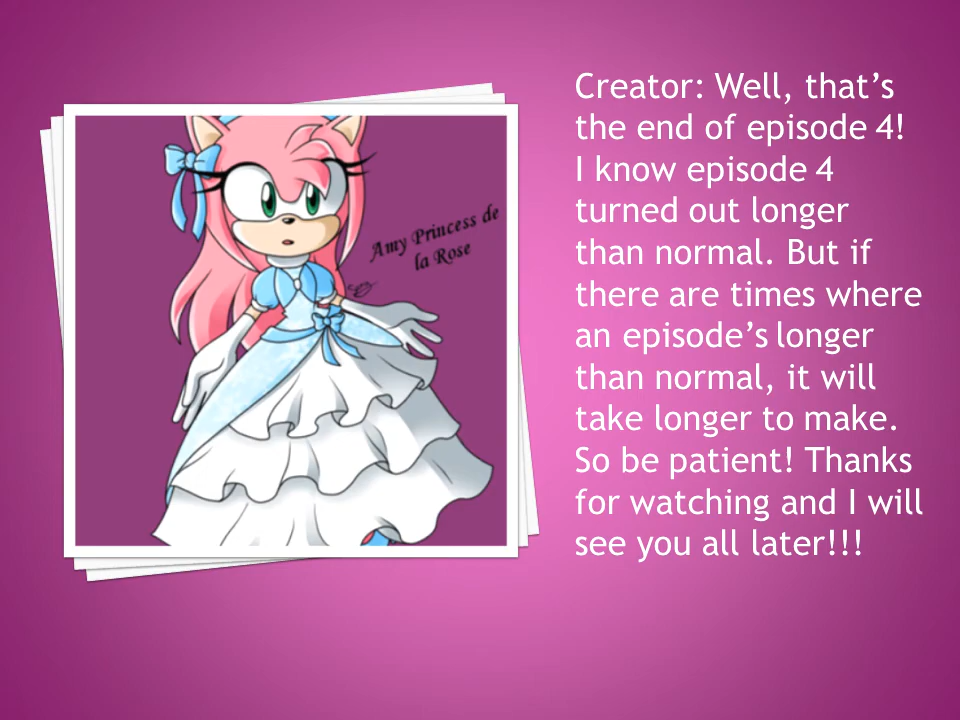 Amy Princess de
la Rose
Creator: Well, that’s
the end of episode 4!
I know episode 4
turned out longer
than normal. But if
there are times where
an episode’s longer
than normal, it will
take longer to make.
So be patient! Thanks
for watching and I will
see you all later!!!